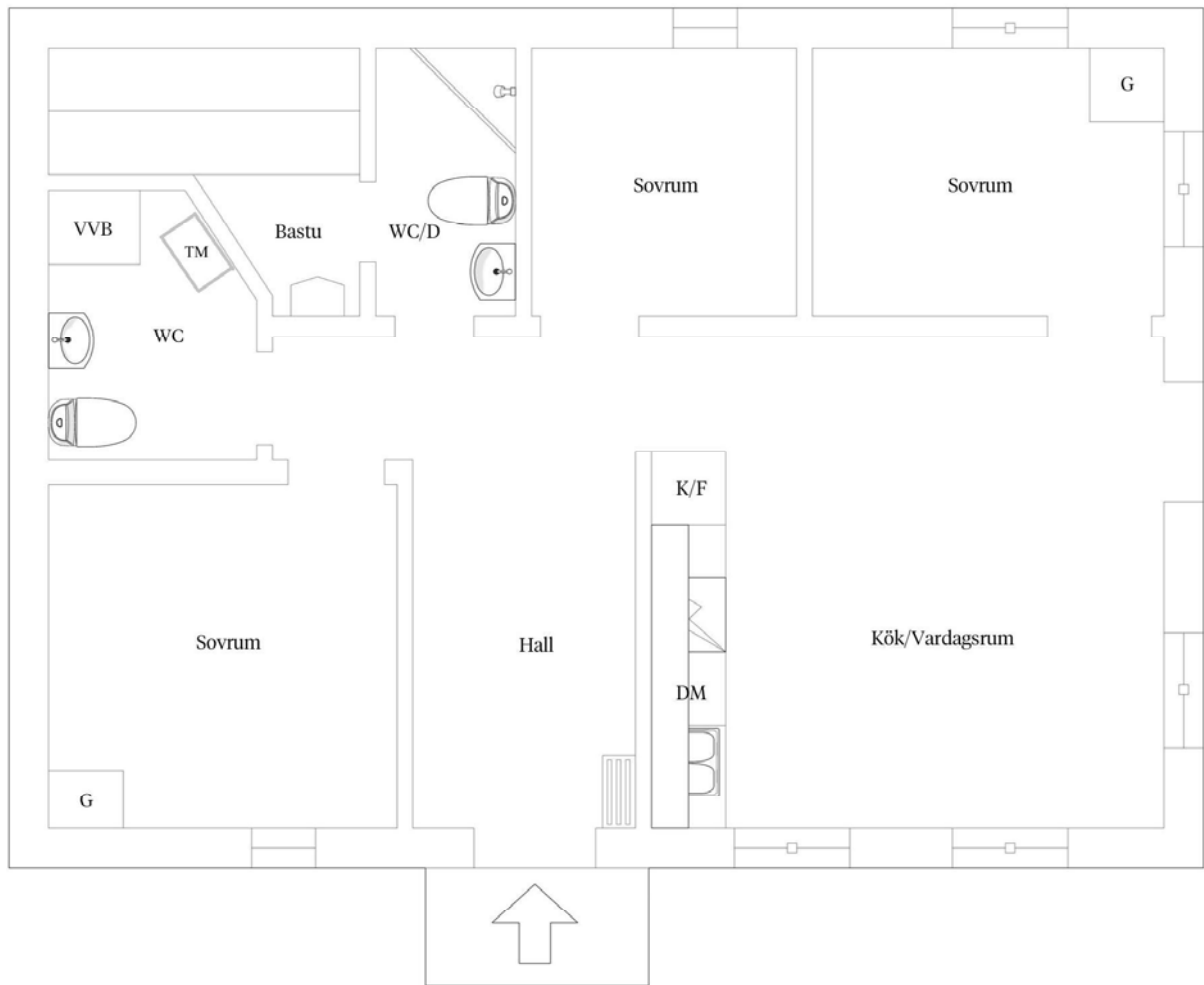 G
Sovrum
Sovrum
VVB
TM
Bastu
WC/D
WC
K/F
Sovrum
Hall
Kök/Vardagsrum
DM
G